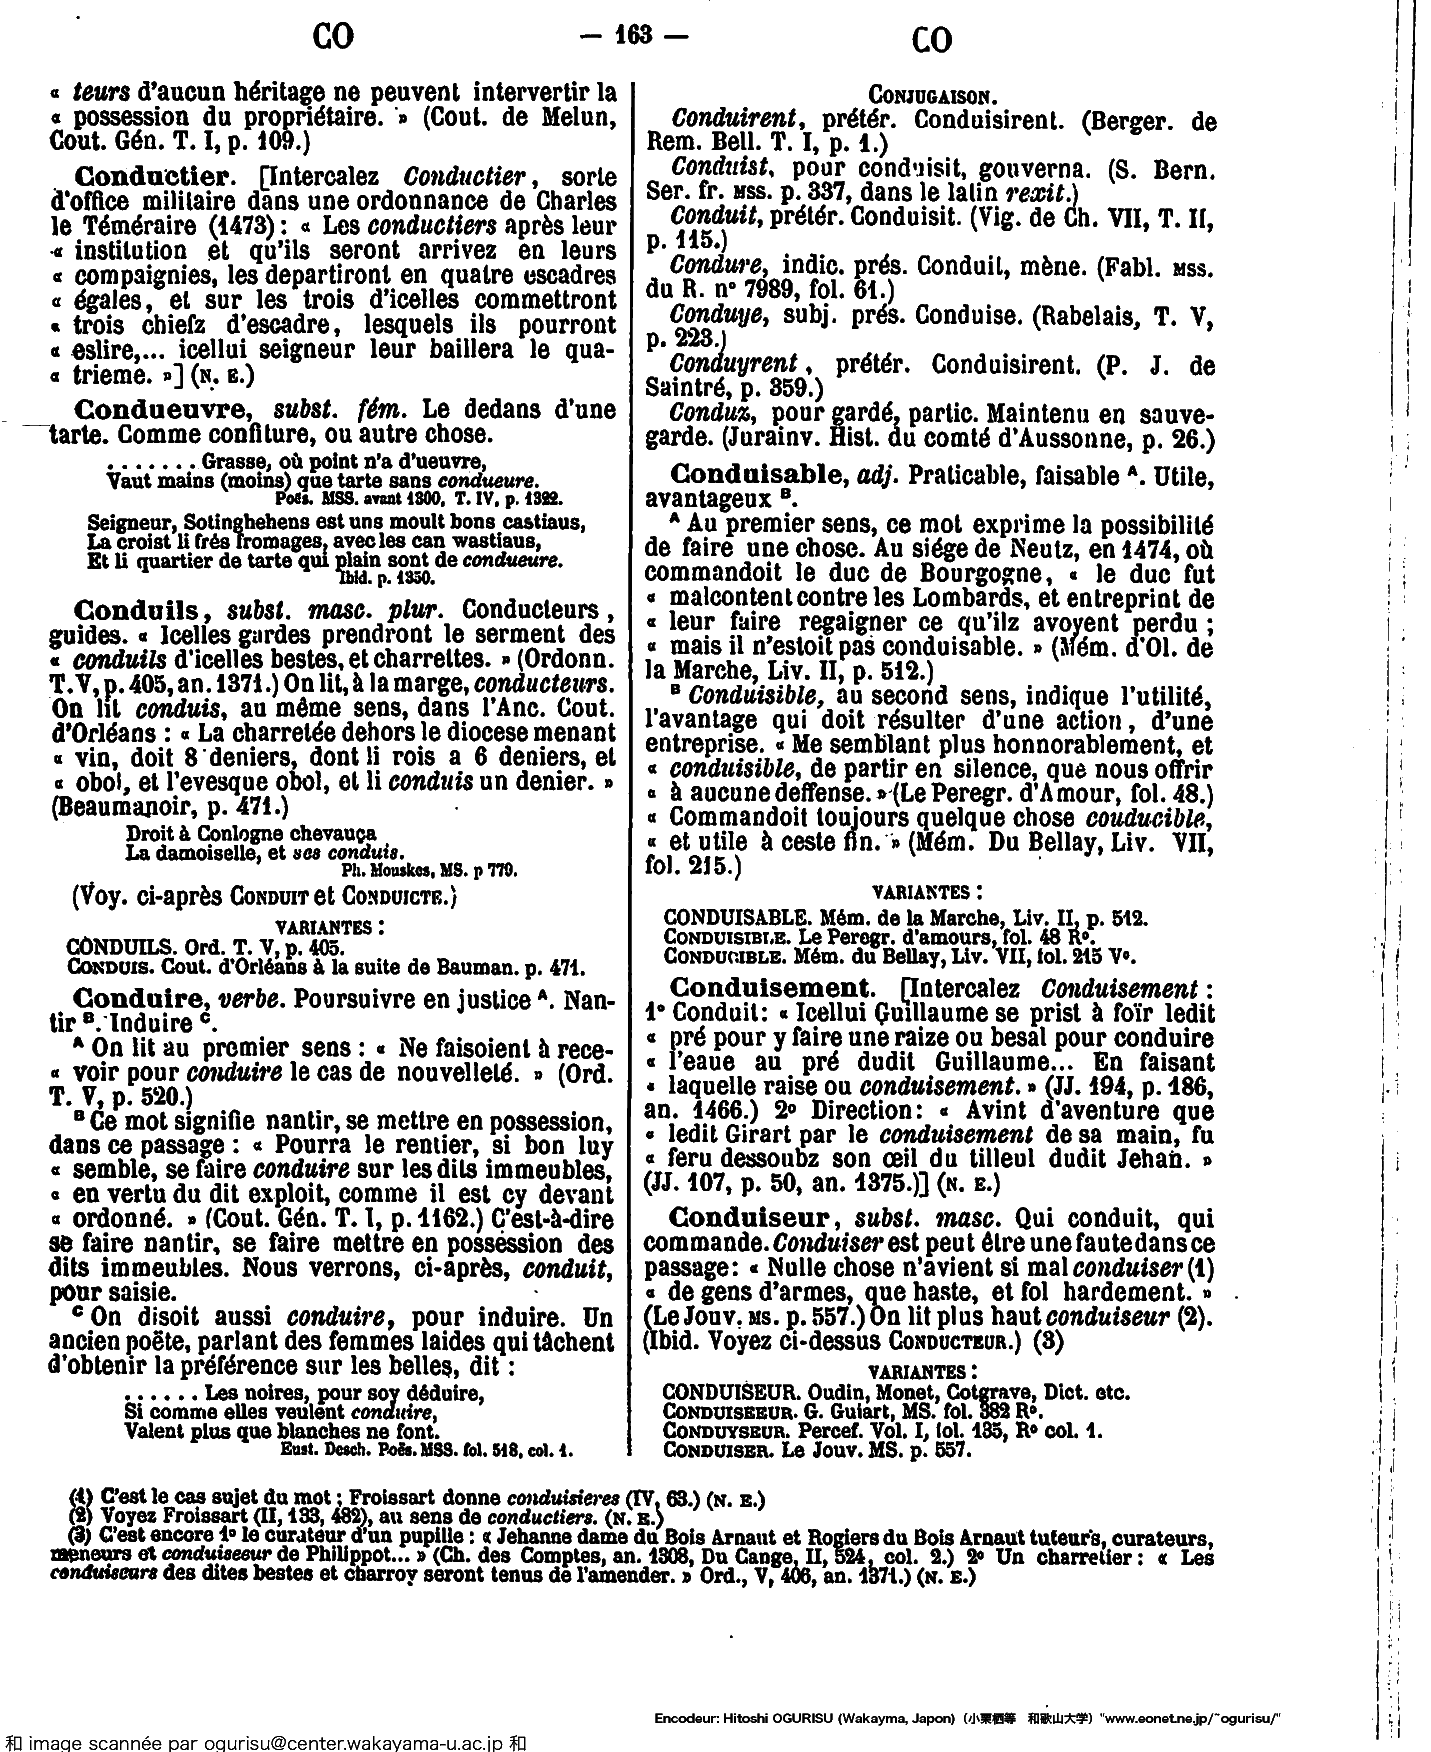 CO — 163 — CO
« teurs d'aucun héritage ne peuvent intervertir la
« possession du propriétaire. » (Cout. de Melun,
Cout. Gén. T. I, p. 109.)
Conductier. [Intercalez Conductier, sorte
d'office militaire dans une ordonnance de Charles
le Téméraire (1473) : « Les conductiers après leur
« institution et qu'ils seront arrivez en leurs
« compaignies, les departiront en quatre escadres
« égales, et sur les trois d'icelles commettront
« trois chiefz d'escadre, lesquels ils pourront
« eslire,... icellui seigneur leur baillera le qua-
« trieme. »] (N. E.)
Condueuvre, subst. fém. Le dedans d'une
tarte. Comme confiture, ou autre chose.
. . . . . . . Grasse, où point n'a d'ueuvre,
Vaut mains (moins) que tarte sans condueure.
Poës. MSS. avant 1300, T. IV, p. 1322.
Seigneur, Sotinghehens est uns moult bons castiaus,
La croist li frés fromages, avec les can wastiaus,
Et li quartier de tarte qui plain sont de condueure.
Ibid. p. 1350.
Conduils, subst. masc. plur. Conducteurs,
guides. « Icelles gardes prendront le serment des
« conduils d'icelles bestes, et charrettes. » (Ordonn.
T. V, p. 405, an. 1371.) On lit, à la marge, conducteurs.
On lit conduis, au même sens, dans l'Anc. Cout.
d'Orléans : « La charretée dehors le diocese menant
« vin, doit 8 deniers, dont li rois a 6 deniers, et
« obol, et l'evesque obol, et li conduis un denier. »
(Beaumanoir, p. 471.)
Droit à Conlogne chevauça
La damoiselle, et ses conduis.
Ph. Mouskes, MS. p 770.
(Voy. ci-après CONDUIT et CONDUICTE.)
VARIANTES :
CONDUILS. Ord. T. V, p. 405.
CONDUIS. Cout. d'Orléans à la suite de Bauman. p. 471.
Conduire, verbe. Poursuivre en justice A. Nan-
tir B. Induire C.
A On lit au premier sens : « Ne faisoient à rece-
« voir pour conduire le cas de nouvelleté. » (Ord.
T. V, p. 520.)
B Ce mot signifie nantir, se mettre en possession,
dans ce passage : « Pourra le rentier, si bon luy
« semble, se faire conduire sur les dits immeubles,
« en vertu du dit exploit, comme il est cy devant
« ordonné. » (Cout. Gén. T. I, p. 1162.) C'est-à-dire
se faire nantir, se faire mettre en possession des
dits immeubles. Nous verrons, ci-après, conduit,
pour saisie.
C On disoit aussi conduire, pour induire. Un
ancien poëte, parlant des femmes laides qui tâchent
d'obtenir la préférence sur les belles, dit :
. . . . . . Les noires, pour soy déduire,
Si comme elles veulent conduire,
Valent plus que blanches ne font.
Eust. Desch. Poës. MSS. fol. 518, col. 1.
CONJUGAISON.
Conduirent, prétér. Conduisirent. (Berger. de
Rem. Bell. T. I, p. 1.)
Conduist, pour conduisit, gouverna. (S. Bern.
Ser. fr. MSS. p. 337, dans le latin rexit.)
Conduit, prétér. Conduisit. (Vig. de Ch. VII, T. II,
p. 115.)
Condure, indic. prés. Conduit, mène. (Fabl. MSS.
du R. n° 7989, fol. 61.)
Conduye, subj. prés. Conduise. (Rabelais, T. V,
p. 223.)
Conduyrent, prétér. Conduisirent. (P. J. de
Saintré, p. 359.)
Conduz, pour gardé, partic. Maintenu en sauve-
garde. (Jurainv. Hist. du comté d'Aussonne, p. 26.)
Conduisable, adj. Praticable, faisable A. Utile,
avantageux B.
A Au premier sens, ce mot exprime la possibilité
de faire une chose. Au siége de Neutz, en 1474, où
commandoit le duc de Bourgogne, « le duc fut
« malcontent contre les Lombards, et entreprint de
« leur faire regaigner ce qu'ilz avoyent perdu ;
« mais il n'estoit pas conduisable. » (Mém. d'Ol. de
la Marche, Liv. II, p. 512.)
B Conduisible, au second sens, indique l'utilité,
l'avantage qui doit résulter d'une action, d'une
entreprise. « Me semblant plus honnorablement, et
« conduisible, de partir en silence, que nous offrir
« à aucune deffense. » (Le Peregr. d'Amour, fol. 48.)
« Commandoit toujours quelque chose couducible,
« et utile à ceste fin. » (Mém. Du Bellay, Liv. VII,
fol. 215.)
VARIANTES :
CONDUISABLE. Mém. de la Marche, Liv. II, p. 512.
CONDUISIBLE. Le Peregr. d'amours, fol. 48 R°.
CONDUCIBLE. Mém. du Bellay, Liv. VII, fol. 215 V°.
Conduisement. [Intercalez Conduisement :
1° Conduit : « Icellui Guillaume se prist à foïr ledit
« pré pour y faire une raize ou besal pour conduire
« l'eaue au pré dudit Guillaume... En faisant
« laquelle raise ou conduisement. » (JJ. 194, p. 186,
an. 1466.) 2° Direction : « Avint d'aventure que
« ledit Girart par le conduisement de sa main, fu
« feru dessoubz son œil du tilleul dudit Jehan. »
(JJ. 107, p. 50, an. 1375.)] (N. E.)
Conduiseur, subst. masc. Qui conduit, qui
commande. Conduiser est peut être une faute dans ce
passage : « Nulle chose n'avient si mal conduiser (1)
« de gens d'armes, que haste, et fol hardement. »
(Le Jouv. MS. p. 557.) On lit plus haut conduiseur (2).
(Ibid. Voyez ci-dessus CONDUCTEUR.) (3)
VARIANTES :
CONDUISEUR. Oudin, Monet, Cotgrave, Dict. etc.
CONDUISEEUR. G. Guiart, MS. fol. 382 R°.
CONDUYSEUR. Percef. Vol. I, fol. 135, R° col. 1.
CONDUISER. Le Jouv. MS. p. 557.
(1) C'est le cas sujet du mot ; Froissart donne conduisieres (IV, 63.) (N. E.)
(2) Voyez Froissart (II, 133, 482), au sens de conductiers. (N. E.)
(3) C'est encore 1° le curateur d'un pupille : « Jehanne dame du Bois Arnaut et Rogiers du Bois Arnaut tuteurs, curateurs,
meneurs et conduiseeur de Philippot... » (Ch. des Comptes, an. 1308, Du Cange, II, 524, col. 2.) 2° Un charretier : « Les
conduiseurs des dites bestes et charroy seront tenus de l'amender. » Ord., V, 406, an. 1371.) (N. E.)
Encodeur: Hitoshi OGURISU (Wakayma, Japon) (小栗栖等 和歌山大学) "www.eonet.ne.jp/~ogurisu/"
和 image scannée par ogurisu@center.wakayama-u.ac.jp 和